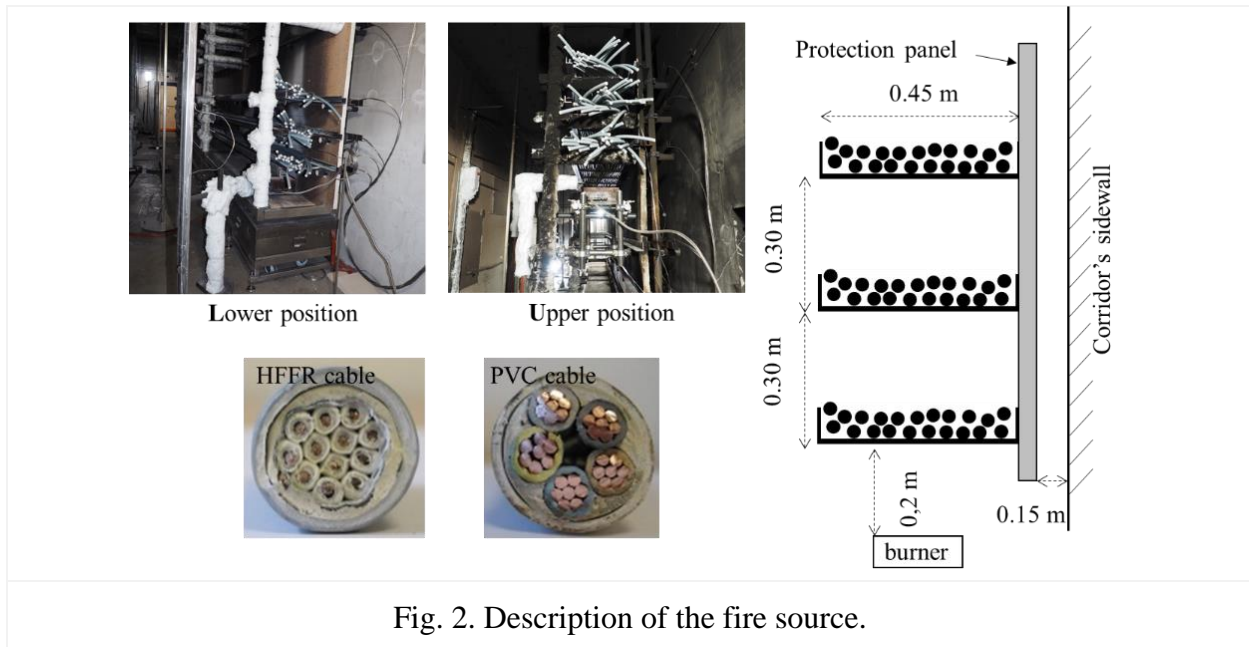 Lower position
Upper position
HFFR cable
PVC cable
Protection panel
0.45 m
0.30 m
0.30 m
0,2 m
burner
0.15 m
Corridor's sidewall
Fig. 2. Description of the fire source.